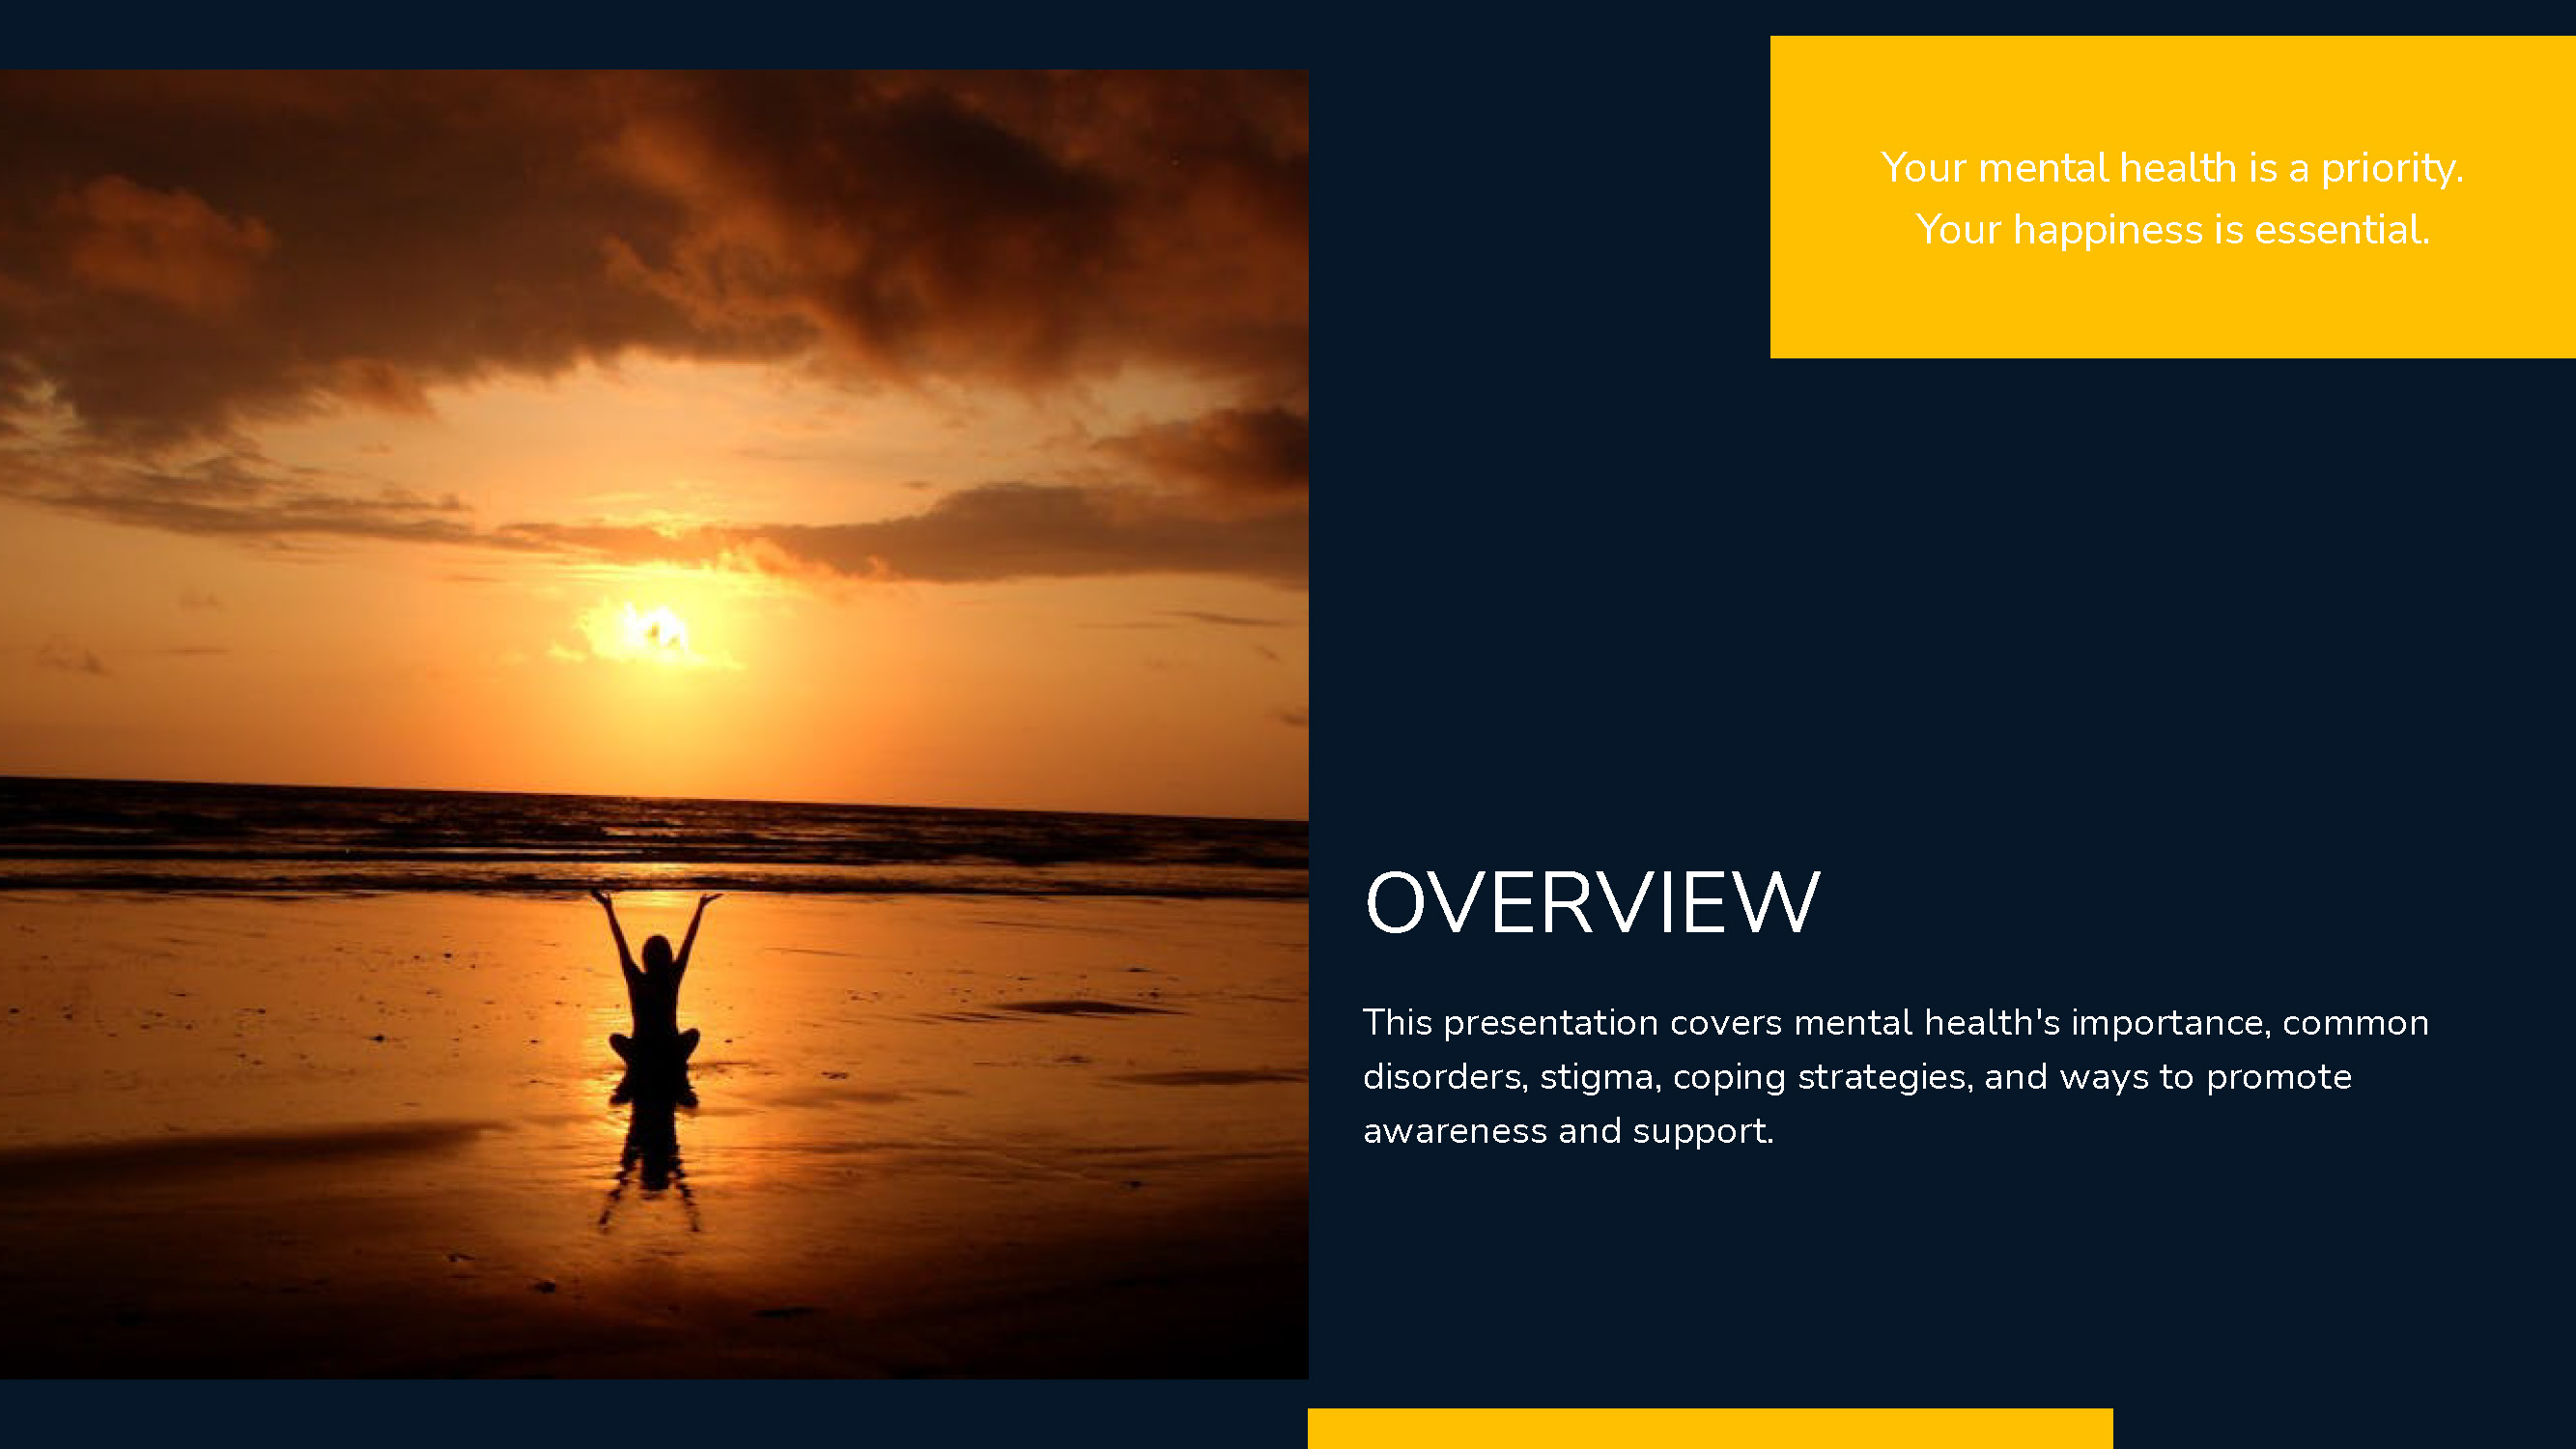 Your mental health is a priority.
Your happiness is essential.
OVERVIEW
This presentation covers mental health's importance, common
disorders, stigma, coping strategies, and ways to promote
awareness and support.